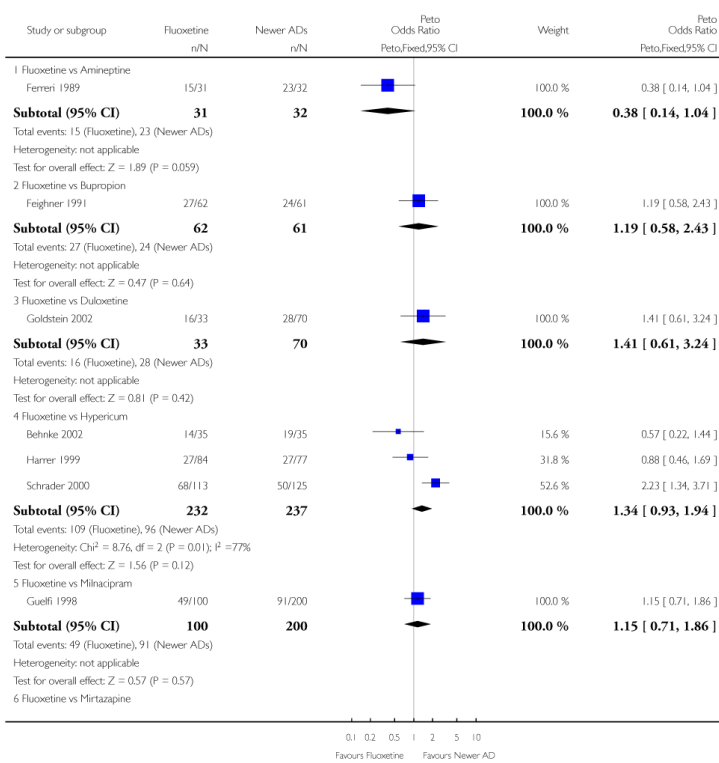 Peto
Peto
Study or subgroup Fluoxetine Newer ADs Odds Ratio Weight Odds Ratio
n/N n/N Peto,Fixed,95% CI Peto,Fixed,95% CI
1 Fluoxetine vs Amineptine
Ferreri 1989 15/31 23/32 100.0 % 0.38 [ 0.14, 1.04 ]
Subtotal (95% CI) 31 32 100.0 % 0.38 [ 0.14, 1.04 ]
Total events: 15 (Fluoxetine), 23 (Newer ADs)
Heterogeneity: not applicable
Test for overall effect: Z = 1.89 (P = 0.059)
2 Fluoxetine vs Bupropion
Feighner 1991 27/62 24/61 100.0 % 1.19 [ 0.58, 2.43 ]
Subtotal (95% CI) 62 61 100.0 % 1.19 [ 0.58, 2.43 ]
Total events: 27 (Fluoxetine), 24 (Newer ADs)
Heterogeneity: not applicable
Test for overall effect: Z = 0.47 (P = 0.64)
3 Fluoxetine vs Duloxetine
Goldstein 2002 16/33 28/70 100.0 % 1.41 [ 0.61, 3.24 ]
Subtotal (95% CI) 33 70 100.0 % 1.41 [ 0.61, 3.24 ]
Total events: 16 (Fluoxetine), 28 (Newer ADs)
Heterogeneity: not applicable
Test for overall effect: Z = 0.81 (P = 0.42)
4 Fluoxetine vs Hypericum
Behnke 2002 14/35 19/35 15.6 % 0.57 [ 0.22, 1.44 ]
Harrer 1999 27/84 27/77 31.8 % 0.88 [ 0.46, 1.69 ]
Schrader 2000 68/113 50/125 52.6 % 2.23 [ 1.34, 3.71 ]
Subtotal (95% CI) 232 237 100.0 % 1.34 [ 0.93, 1.94 ]
Total events: 109 (Fluoxetine), 96 (Newer ADs)
Heterogeneity: Chi² = 8.76, df = 2 (P = 0.01); I² =77%
Test for overall effect: Z = 1.56 (P = 0.12)
5 Fluoxetine vs Milnacipram
Guelfi 1998 49/100 91/200 100.0 % 1.15 [ 0.71, 1.86 ]
Subtotal (95% CI) 100 200 100.0 % 1.15 [ 0.71, 1.86 ]
Total events: 49 (Fluoxetine), 91 (Newer ADs)
Heterogeneity: not applicable
Test for overall effect: Z = 0.57 (P = 0.57)
6 Fluoxetine vs Mirtazapine
0.1 0.2 0.5 1 2 5 10
Favours Fluoxetine Favours Newer AD